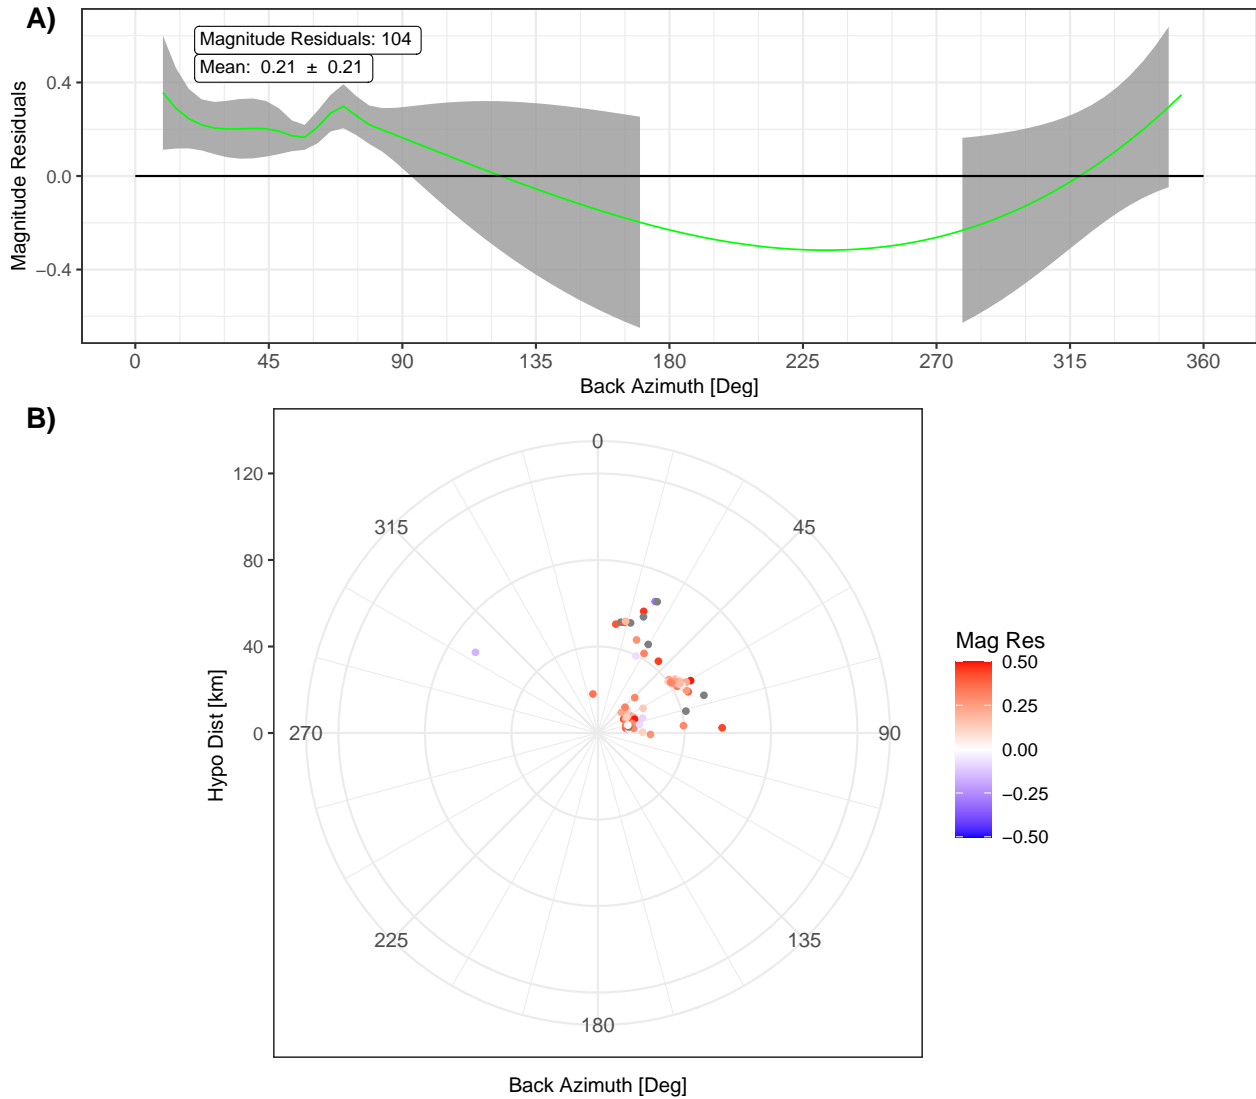 A)
Magnitude Residuals: 104
Mean: 0.21 ± 0.21
Magnitude Residuals
0.4
0.0
−0.4
0 45 90 135 180 225 270 315 360
Back Azimuth [Deg]
B)
Hypo Dist [km]
120
80
40
0
0
45
90
135
180
225
270
315
Back Azimuth [Deg]
Mag Res
0.50
0.25
0.00
−0.25
−0.50